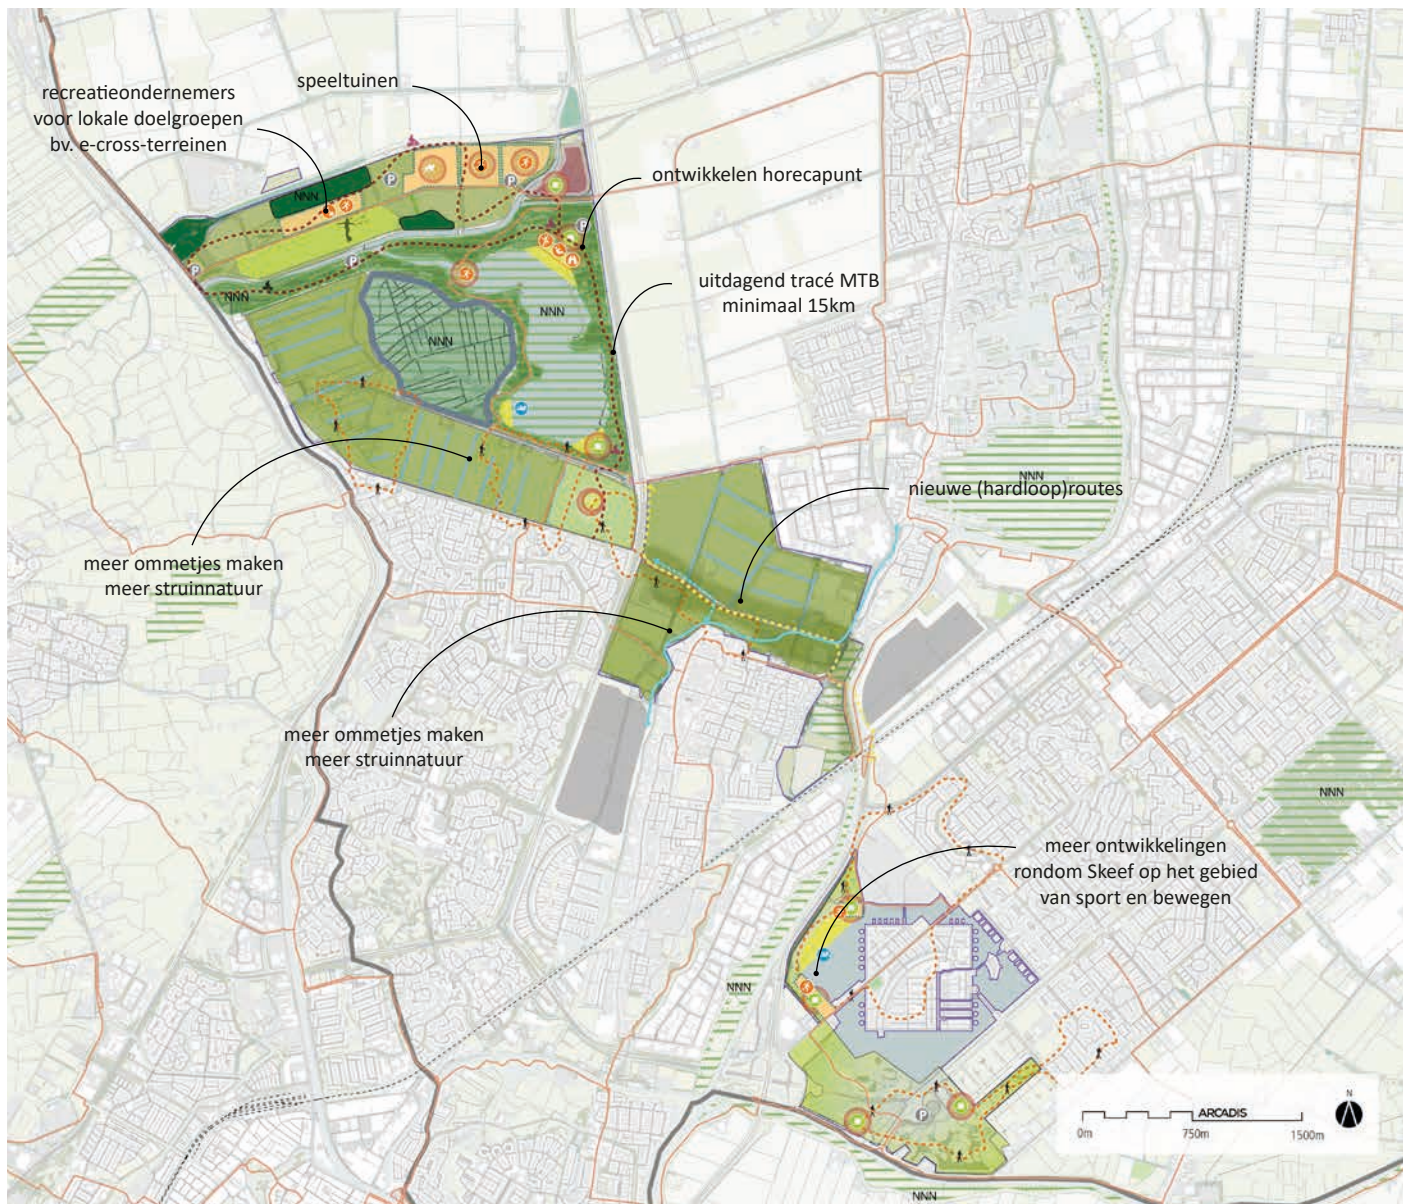 speeltuinen
recreatieondernemers
voor lokale doelgroepen
bv. e-cross-terreinen
ontwikkelen horecapunt
NNN
P
P
P
P
P
NNN
NNN
NNN
uitdagend tracé MTB
minimaal 15km
NNN
nieuwe (hardloop)routes
meer ommetjes maken
meer struinnatuur
meer ommetjes maken
meer struinnatuur
NNN
meer ontwikkelingen
rondom Skeef op het gebied
van sport en bewegen
NNN
P
N
ARCADIS
0m
750m
1500m
NNN